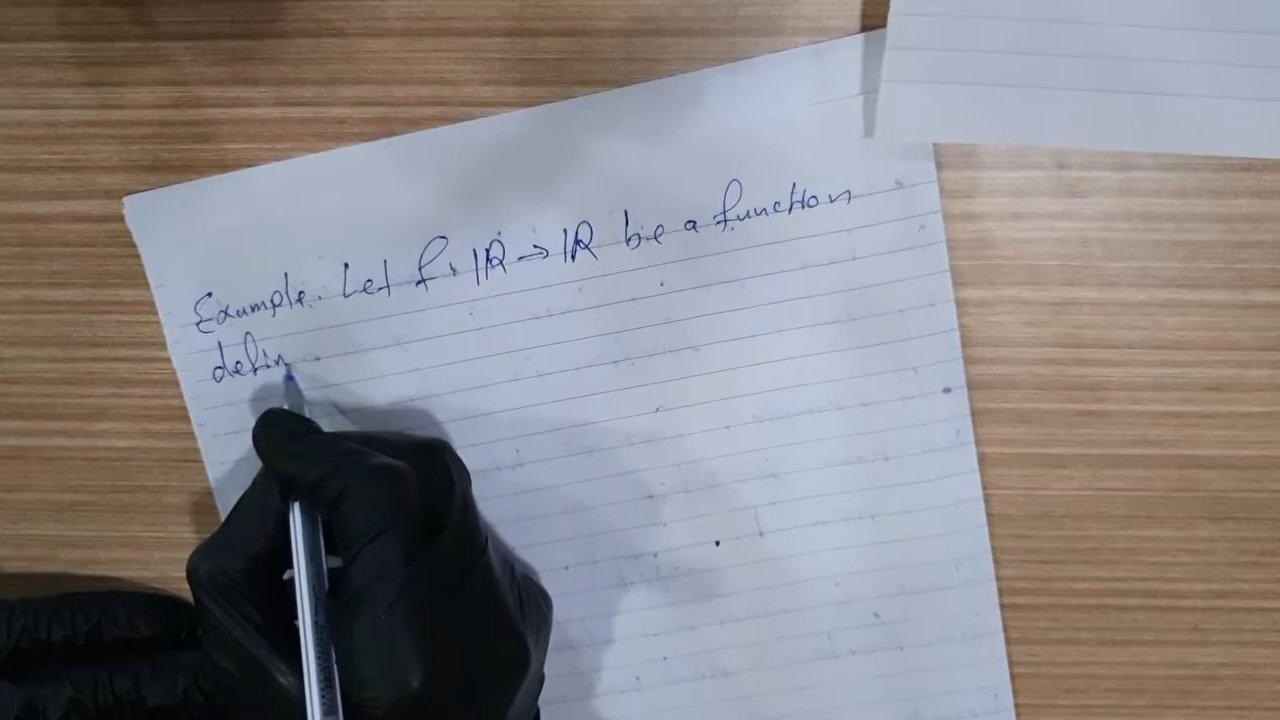 Example. Let f: ℝ → ℝ be a function
defin